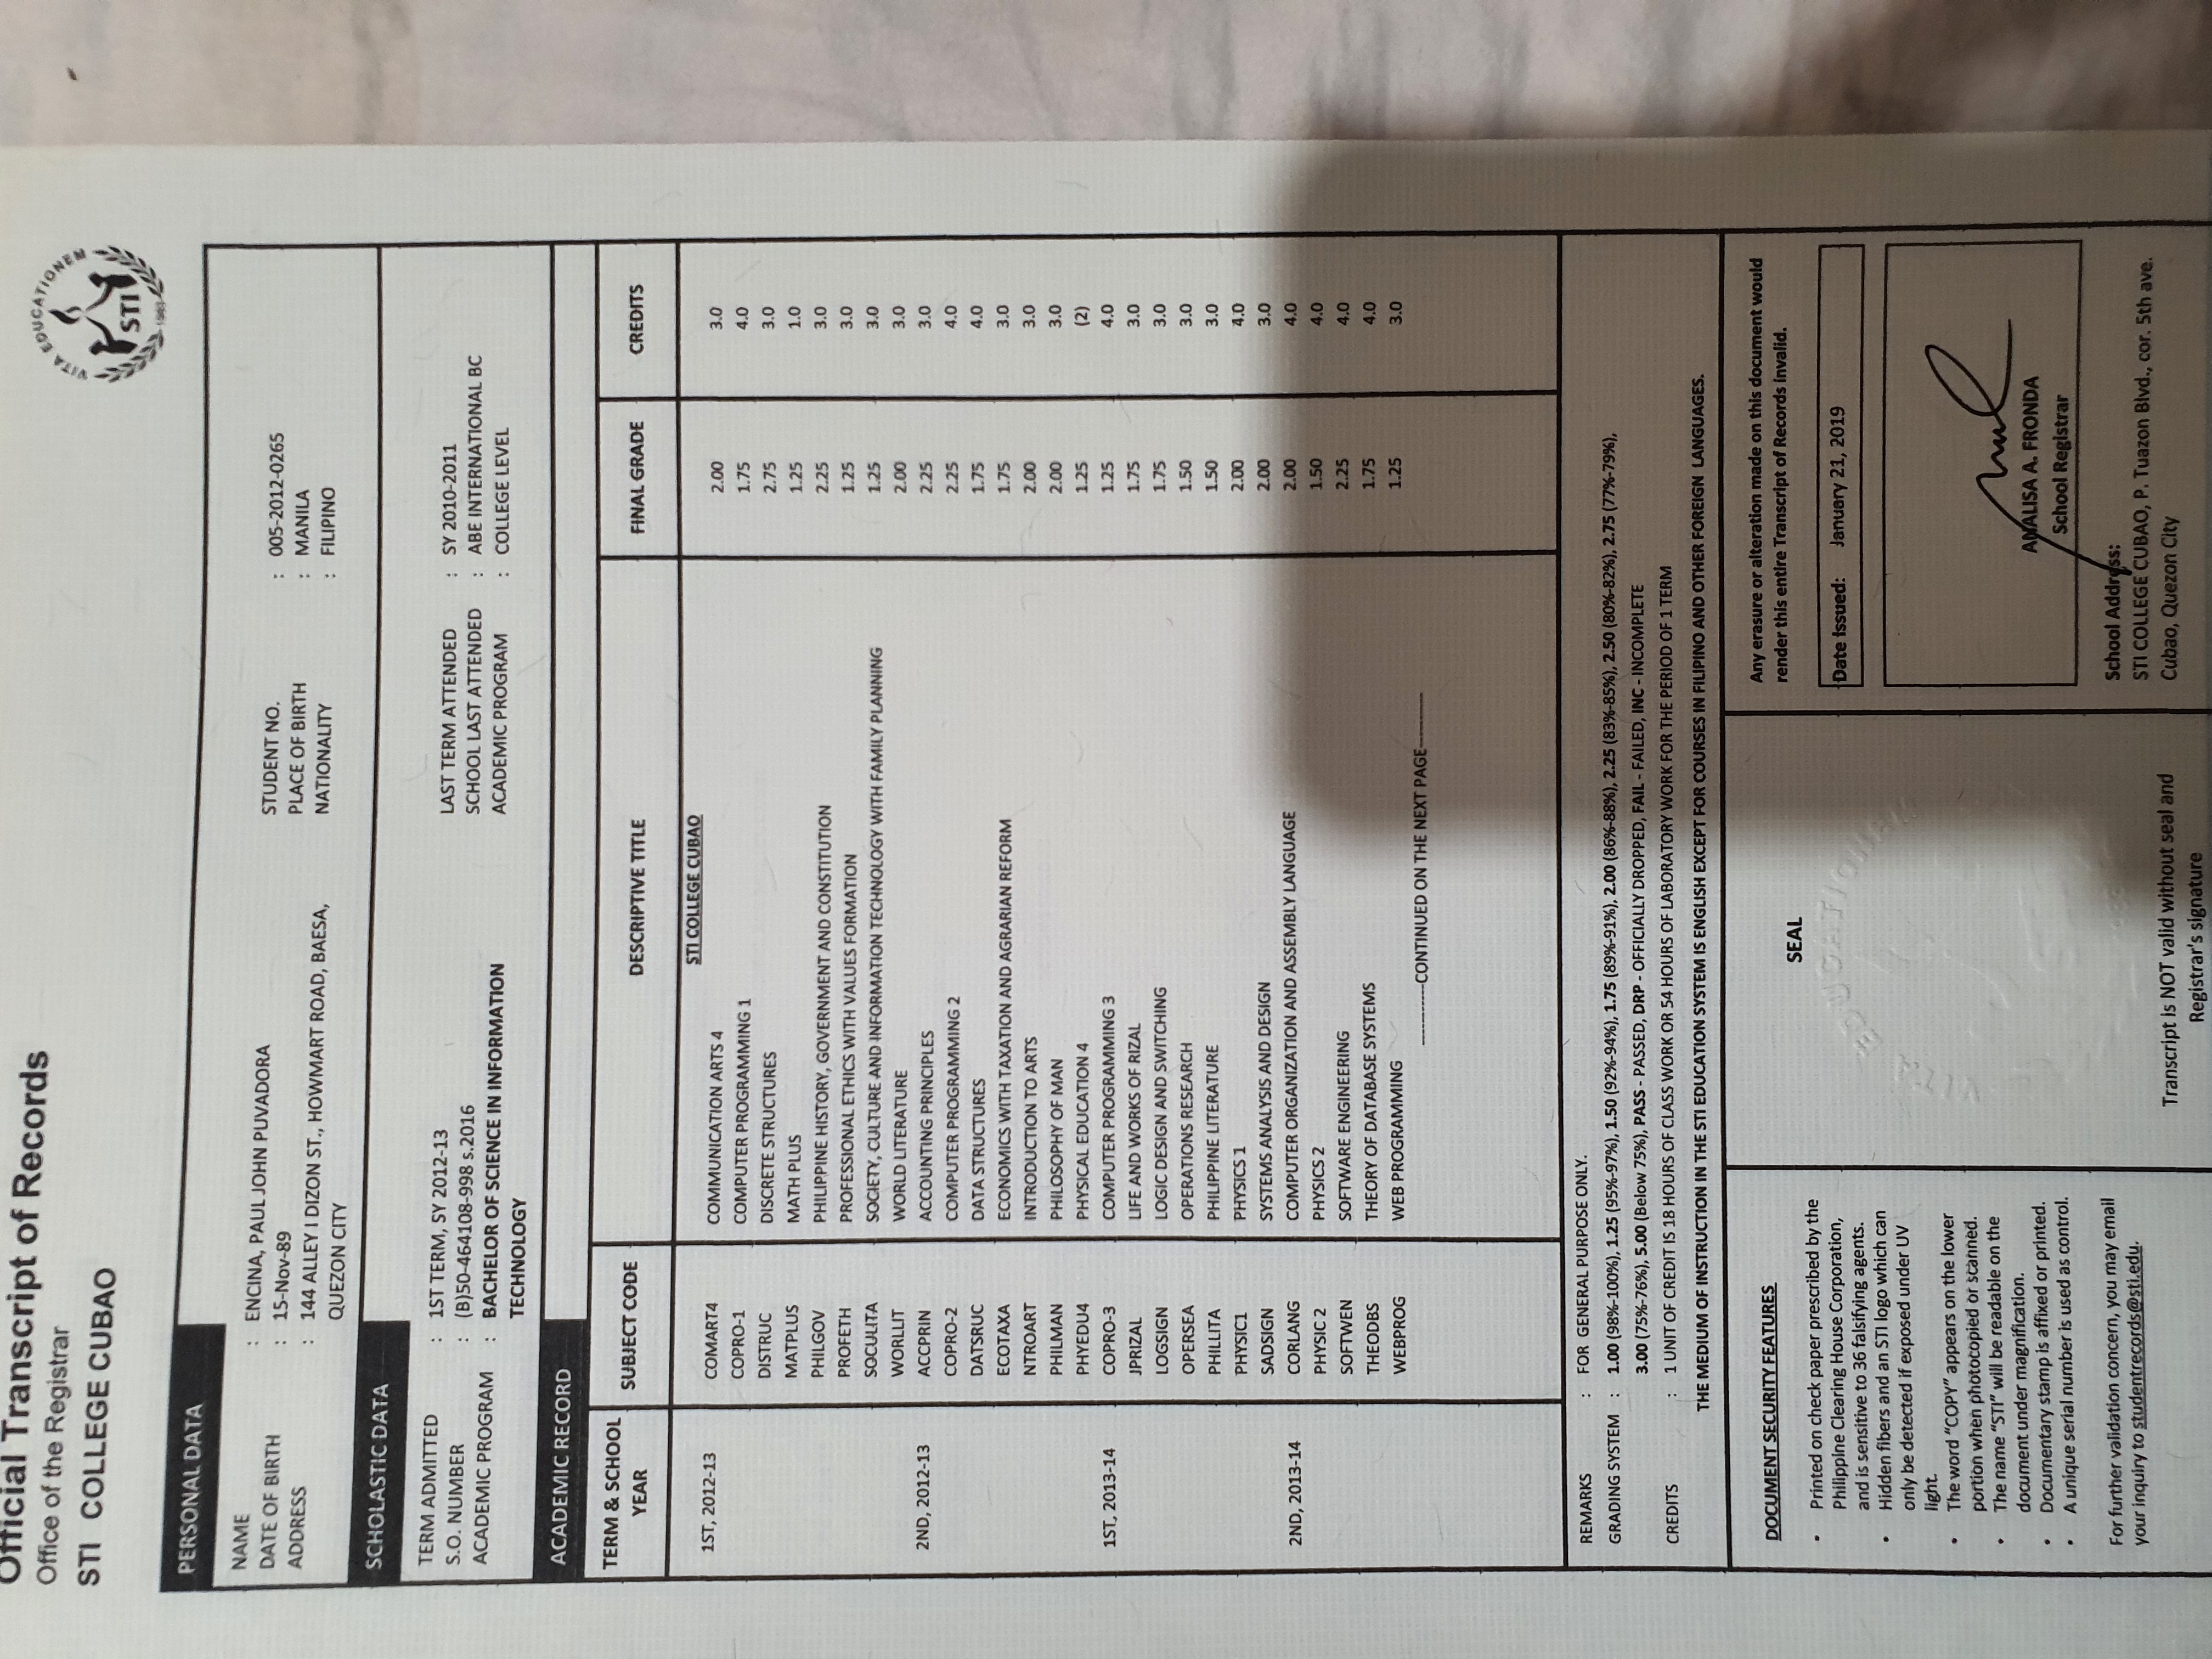 Official Transcript of Records
Office of the Registrar
STI COLLEGE CUBAO
VITA EDUCATIONEM
STI
1983
PERSONAL DATA
NAME : ENCINA, PAUL JOHN PUVADORA
DATE OF BIRTH : 15-Nov-89
ADDRESS : 144 ALLEY I DIZON ST., HOWMART ROAD, BAESA,
QUEZON CITY
STUDENT NO. : 005-2012-0265
PLACE OF BIRTH : MANILA
NATIONALITY : FILIPINO
SCHOLASTIC DATA
TERM ADMITTED : 1ST TERM, SY 2012-13
S.O. NUMBER : (B)50-464108-998 s.2016
ACADEMIC PROGRAM : BACHELOR OF SCIENCE IN INFORMATION
TECHNOLOGY
LAST TERM ATTENDED : SY 2010-2011
SCHOOL LAST ATTENDED : ABE INTERNATIONAL BC
ACADEMIC PROGRAM : COLLEGE LEVEL
ACADEMIC RECORD
TERM & SCHOOL YEAR SUBJECT CODE DESCRIPTIVE TITLE FINAL GRADE CREDITS
STI COLLEGE CUBAO
1ST, 2012-13 COMART4 COMMUNICATION ARTS 4 2.00 3.0
COPRO-1 COMPUTER PROGRAMMING 1 1.75 4.0
DISTRUC DISCRETE STRUCTURES 2.75 3.0
MATPLUS MATH PLUS 1.25 1.0
PHILGOV PHILIPPINE HISTORY, GOVERNMENT AND CONSTITUTION 2.25 3.0
PROFETH PROFESSIONAL ETHICS WITH VALUES FORMATION 1.25 3.0
SOCULITA SOCIETY, CULTURE AND INFORMATION TECHNOLOGY WITH FAMILY PLANNING 1.25 3.0
WORLLIT WORLD LITERATURE 2.00 3.0
2ND, 2012-13 ACCPRIN ACCOUNTING PRINCIPLES 2.25 3.0
COPRO-2 COMPUTER PROGRAMMING 2 2.25 4.0
DATSRUC DATA STRUCTURES 1.75 4.0
ECOTAXA ECONOMICS WITH TAXATION AND AGRARIAN REFORM 1.75 3.0
NTROART INTRODUCTION TO ARTS 2.00 3.0
PHILMAN PHILOSOPHY OF MAN 2.00 3.0
PHYEDU4 PHYSICAL EDUCATION 4 1.25 (2)
1ST, 2013-14 COPRO-3 COMPUTER PROGRAMMING 3 1.25 4.0
JPRIZAL LIFE AND WORKS OF RIZAL 1.75 3.0
LOGSIGN LOGIC DESIGN AND SWITCHING 1.75 3.0
OPERSEA OPERATIONS RESEARCH 1.50 3.0
PHILLITA PHILIPPINE LITERATURE 1.50 3.0
PHYSIC1 PHYSICS 1 2.00 4.0
SADSIGN SYSTEMS ANALYSIS AND DESIGN 2.00 3.0
2ND, 2013-14 CORLANG COMPUTER ORGANIZATION AND ASSEMBLY LANGUAGE 2.00 4.0
PHYSIC 2 PHYSICS 2 1.50 4.0
SOFTWEN SOFTWARE ENGINEERING 2.25 4.0
THEODBS THEORY OF DATABASE SYSTEMS 1.75 4.0
WEBPROG WEB PROGRAMMING 1.25 3.0
-----------CONTINUED ON THE NEXT PAGE-----------
REMARKS : FOR GENERAL PURPOSE ONLY.
GRADING SYSTEM : 1.00 (98%-100%), 1.25 (95%-97%), 1.50 (92%-94%), 1.75 (89%-91%), 2.00 (86%-88%), 2.25 (83%-85%), 2.50 (80%-82%), 2.75 (77%-79%),
3.00 (75%-76%), 5.00 (Below 75%), PASS - PASSED, DRP - OFFICIALLY DROPPED, FAIL - FAILED, INC - INCOMPLETE
CREDITS : 1 UNIT OF CREDIT IS 18 HOURS OF CLASS WORK OR 54 HOURS OF LABORATORY WORK FOR THE PERIOD OF 1 TERM
THE MEDIUM OF INSTRUCTION IN THE STI EDUCATION SYSTEM IS ENGLISH EXCEPT FOR COURSES IN FILIPINO AND OTHER FOREIGN LANGUAGES.
DOCUMENT SECURITY FEATURES
• Printed on check paper prescribed by the
Philippine Clearing House Corporation,
and is sensitive to 36 falsifying agents.
• Hidden fibers and an STI logo which can
only be detected if exposed under UV
light.
• The word "COPY" appears on the lower
portion when photocopied or scanned.
• The name "STI" will be readable on the
document under magnification.
• Documentary stamp is affixed or printed.
• A unique serial number is used as control.
For further validation concern, you may email
your inquiry to studentrecords@sti.edu.
SEAL
Transcript is NOT valid without seal and
Registrar's signature
Any erasure or alteration made on this document would
render this entire Transcript of Records invalid.
Date Issued: January 21, 2019
ANALISA A. FRONDA
School Registrar
School Address:
STI COLLEGE CUBAO, P. Tuazon Blvd., cor. 5th ave.
Cubao, Quezon City